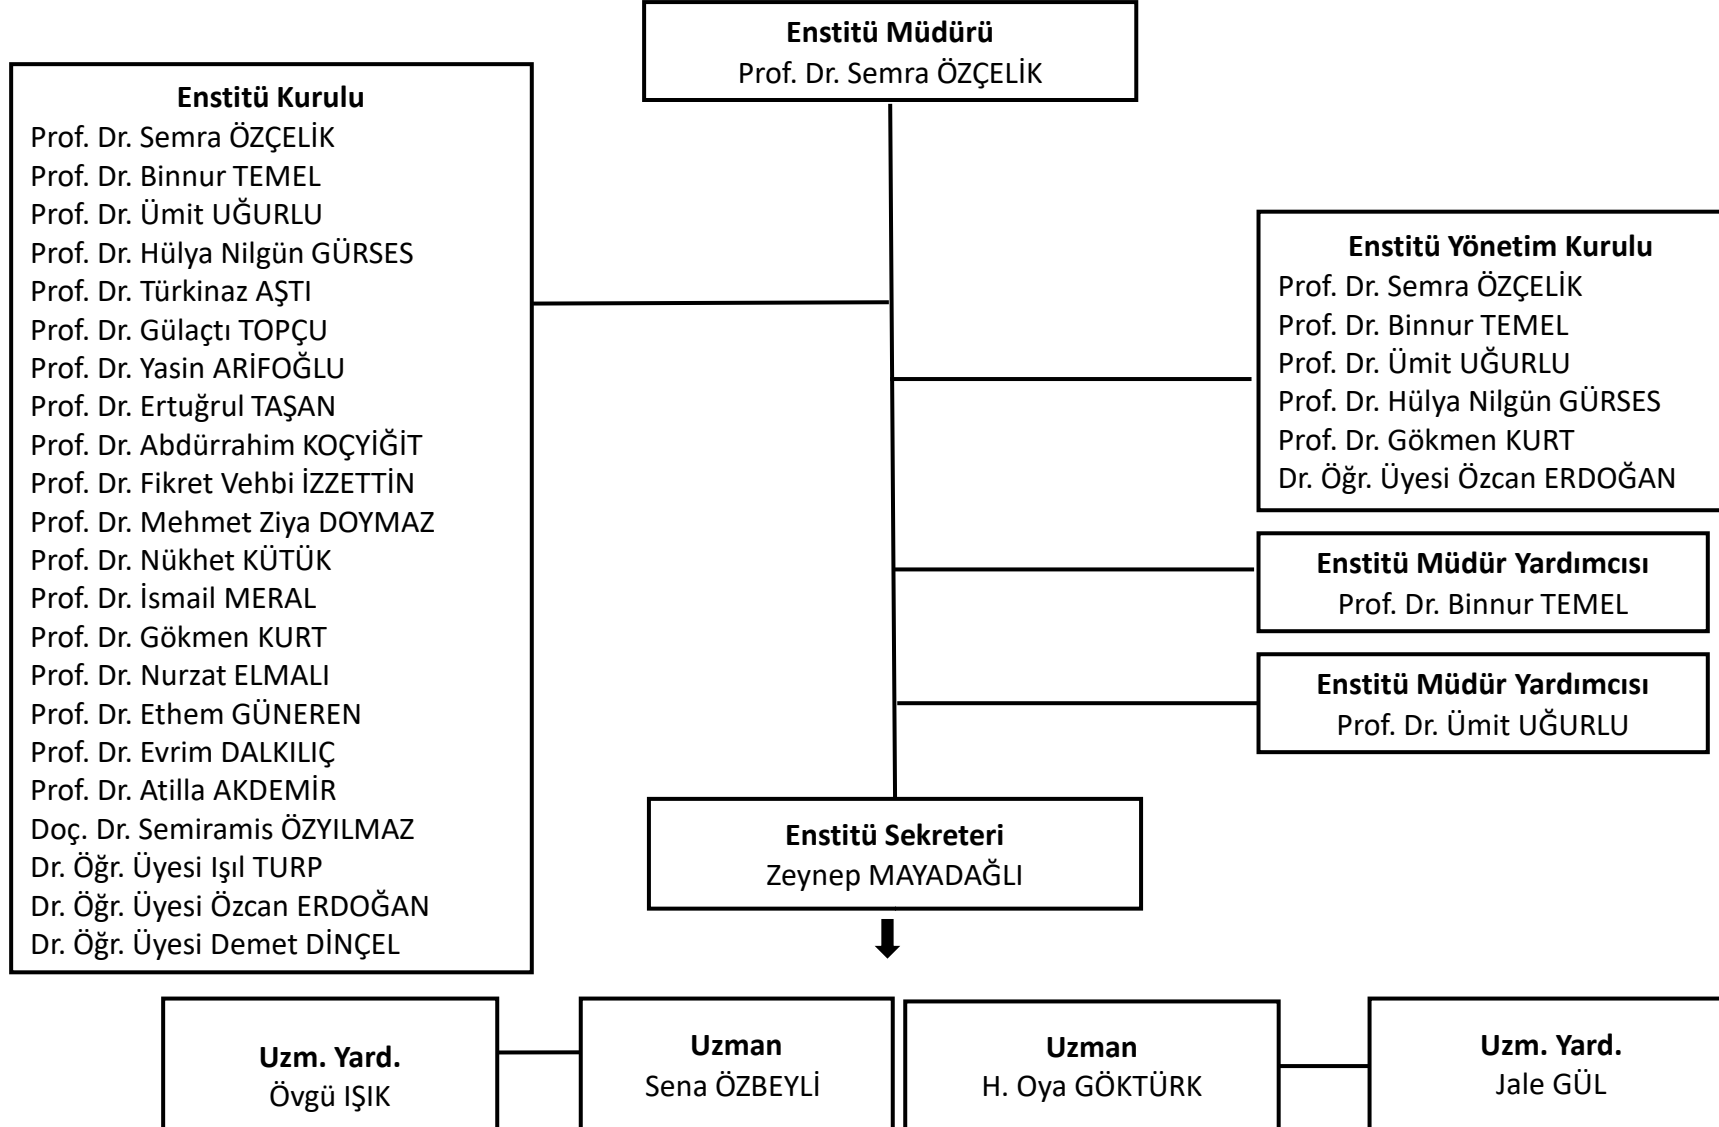 Enstitü Müdürü
Prof. Dr. Semra ÖZÇELİK
Enstitü Kurulu
Prof. Dr. Semra ÖZÇELİK
Prof. Dr. Binnur TEMEL
Prof. Dr. Ümit UĞURLU
Prof. Dr. Hülya Nilgün GÜRSES
Prof. Dr. Türkinaz AŞTI
Prof. Dr. Gülaçtı TOPÇU
Prof. Dr. Yasin ARİFOĞLU
Prof. Dr. Ertuğrul TAŞAN
Prof. Dr. Abdürrahim KOÇYİĞİT
Prof. Dr. Fikret Vehbi İZZETTİN
Prof. Dr. Mehmet Ziya DOYMAZ
Prof. Dr. Nükhet KÜTÜK
Prof. Dr. İsmail MERAL
Prof. Dr. Gökmen KURT
Prof. Dr. Nurzat ELMALI
Prof. Dr. Ethem GÜNEREN
Prof. Dr. Evrim DALKILIÇ
Prof. Dr. Atilla AKDEMİR
Doç. Dr. Semiramis ÖZYILMAZ
Dr. Öğr. Üyesi Işıl TURP
Dr. Öğr. Üyesi Özcan ERDOĞAN
Dr. Öğr. Üyesi Demet DİNÇEL
Enstitü Yönetim Kurulu
Prof. Dr. Semra ÖZÇELİK
Prof. Dr. Binnur TEMEL
Prof. Dr. Ümit UĞURLU
Prof. Dr. Hülya Nilgün GÜRSES
Prof. Dr. Gökmen KURT
Dr. Öğr. Üyesi Özcan ERDOĞAN
Enstitü Müdür Yardımcısı
Prof. Dr. Binnur TEMEL
Enstitü Müdür Yardımcısı
Prof. Dr. Ümit UĞURLU
Enstitü Sekreteri
Zeynep MAYADAĞLI
Uzm. Yard.
Övgü IŞIK
Uzman
Sena ÖZBEYLİ
Uzman
H. Oya GÖKTÜRK
Uzm. Yard.
Jale GÜL